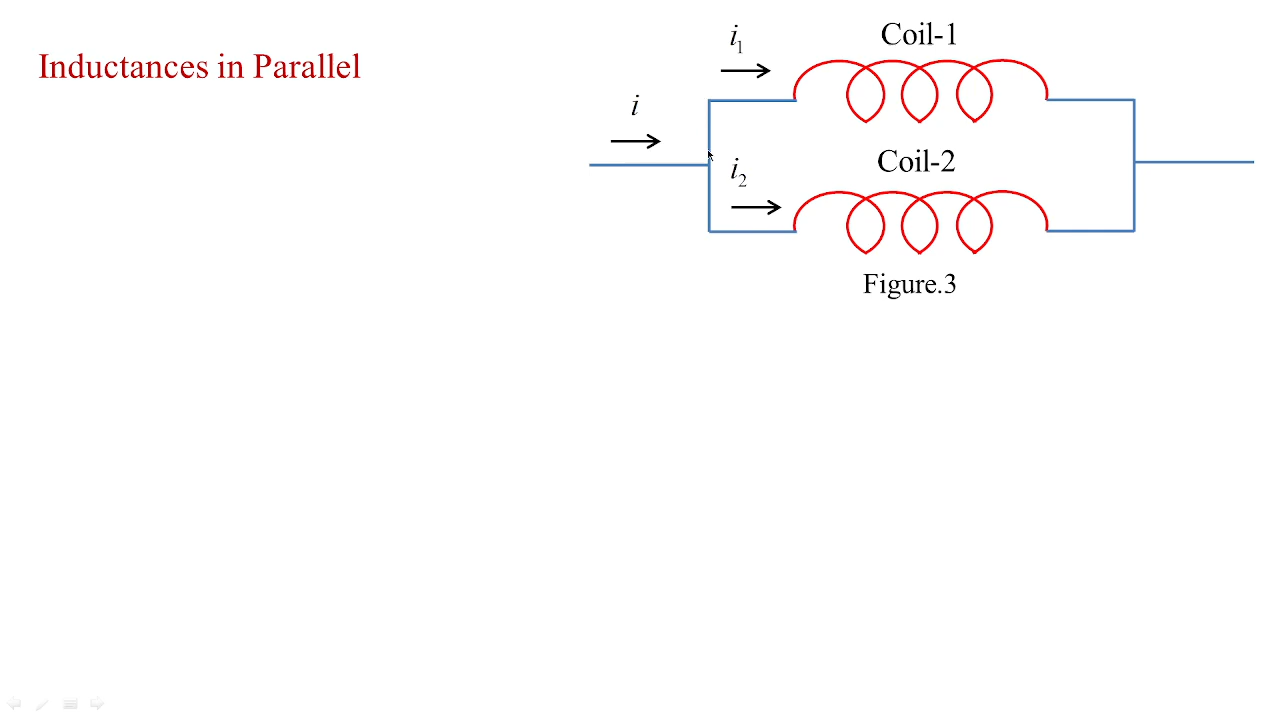 Inductances in Parallel
Coil-1
i₁
i
Coil-2
i₂
Figure.3